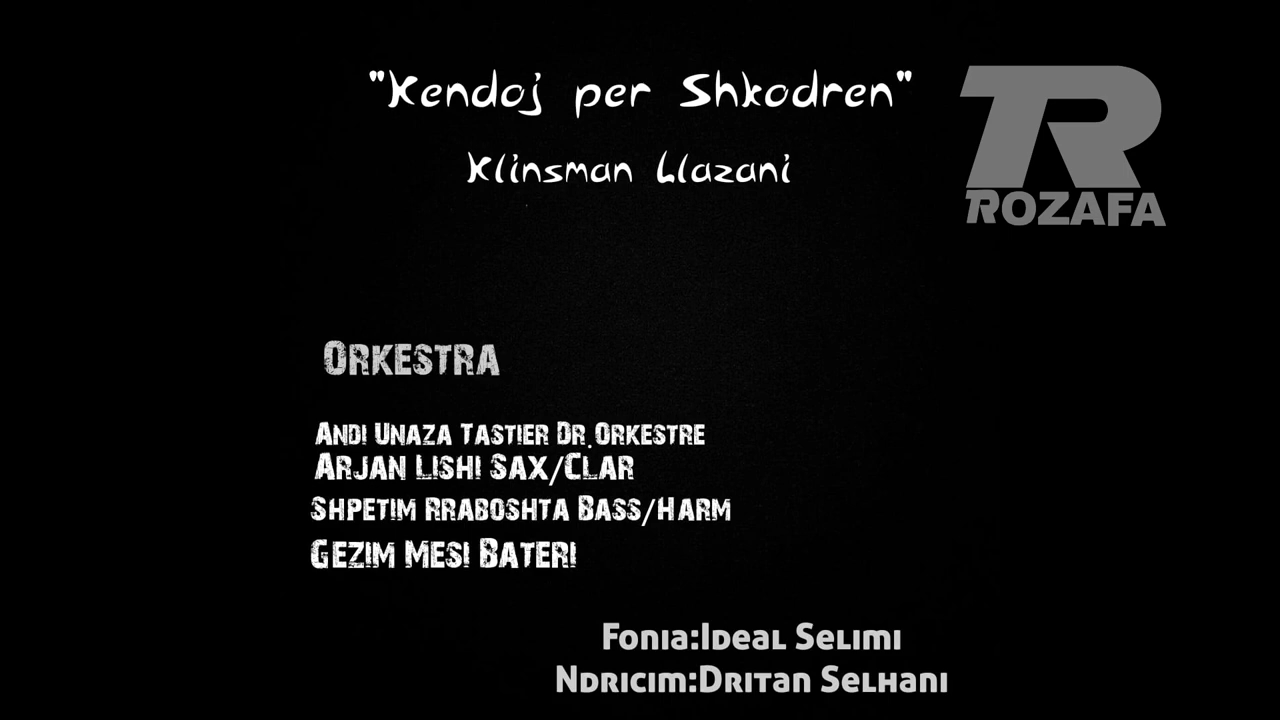 "Kendoj per Shkodren"
Klinsman Llazani
TR
ROZAFA
ORKESTRA
ANDI UNAZA TASTIER DR.ORKESTRE
ARJAN LISHI SAX/CLAR
SHPETIM RRABOSHTA BASS/HARM
GEZIM MESI BATERI
Fonia:Ideal Selimi
Ndricim:Dritan Selhani